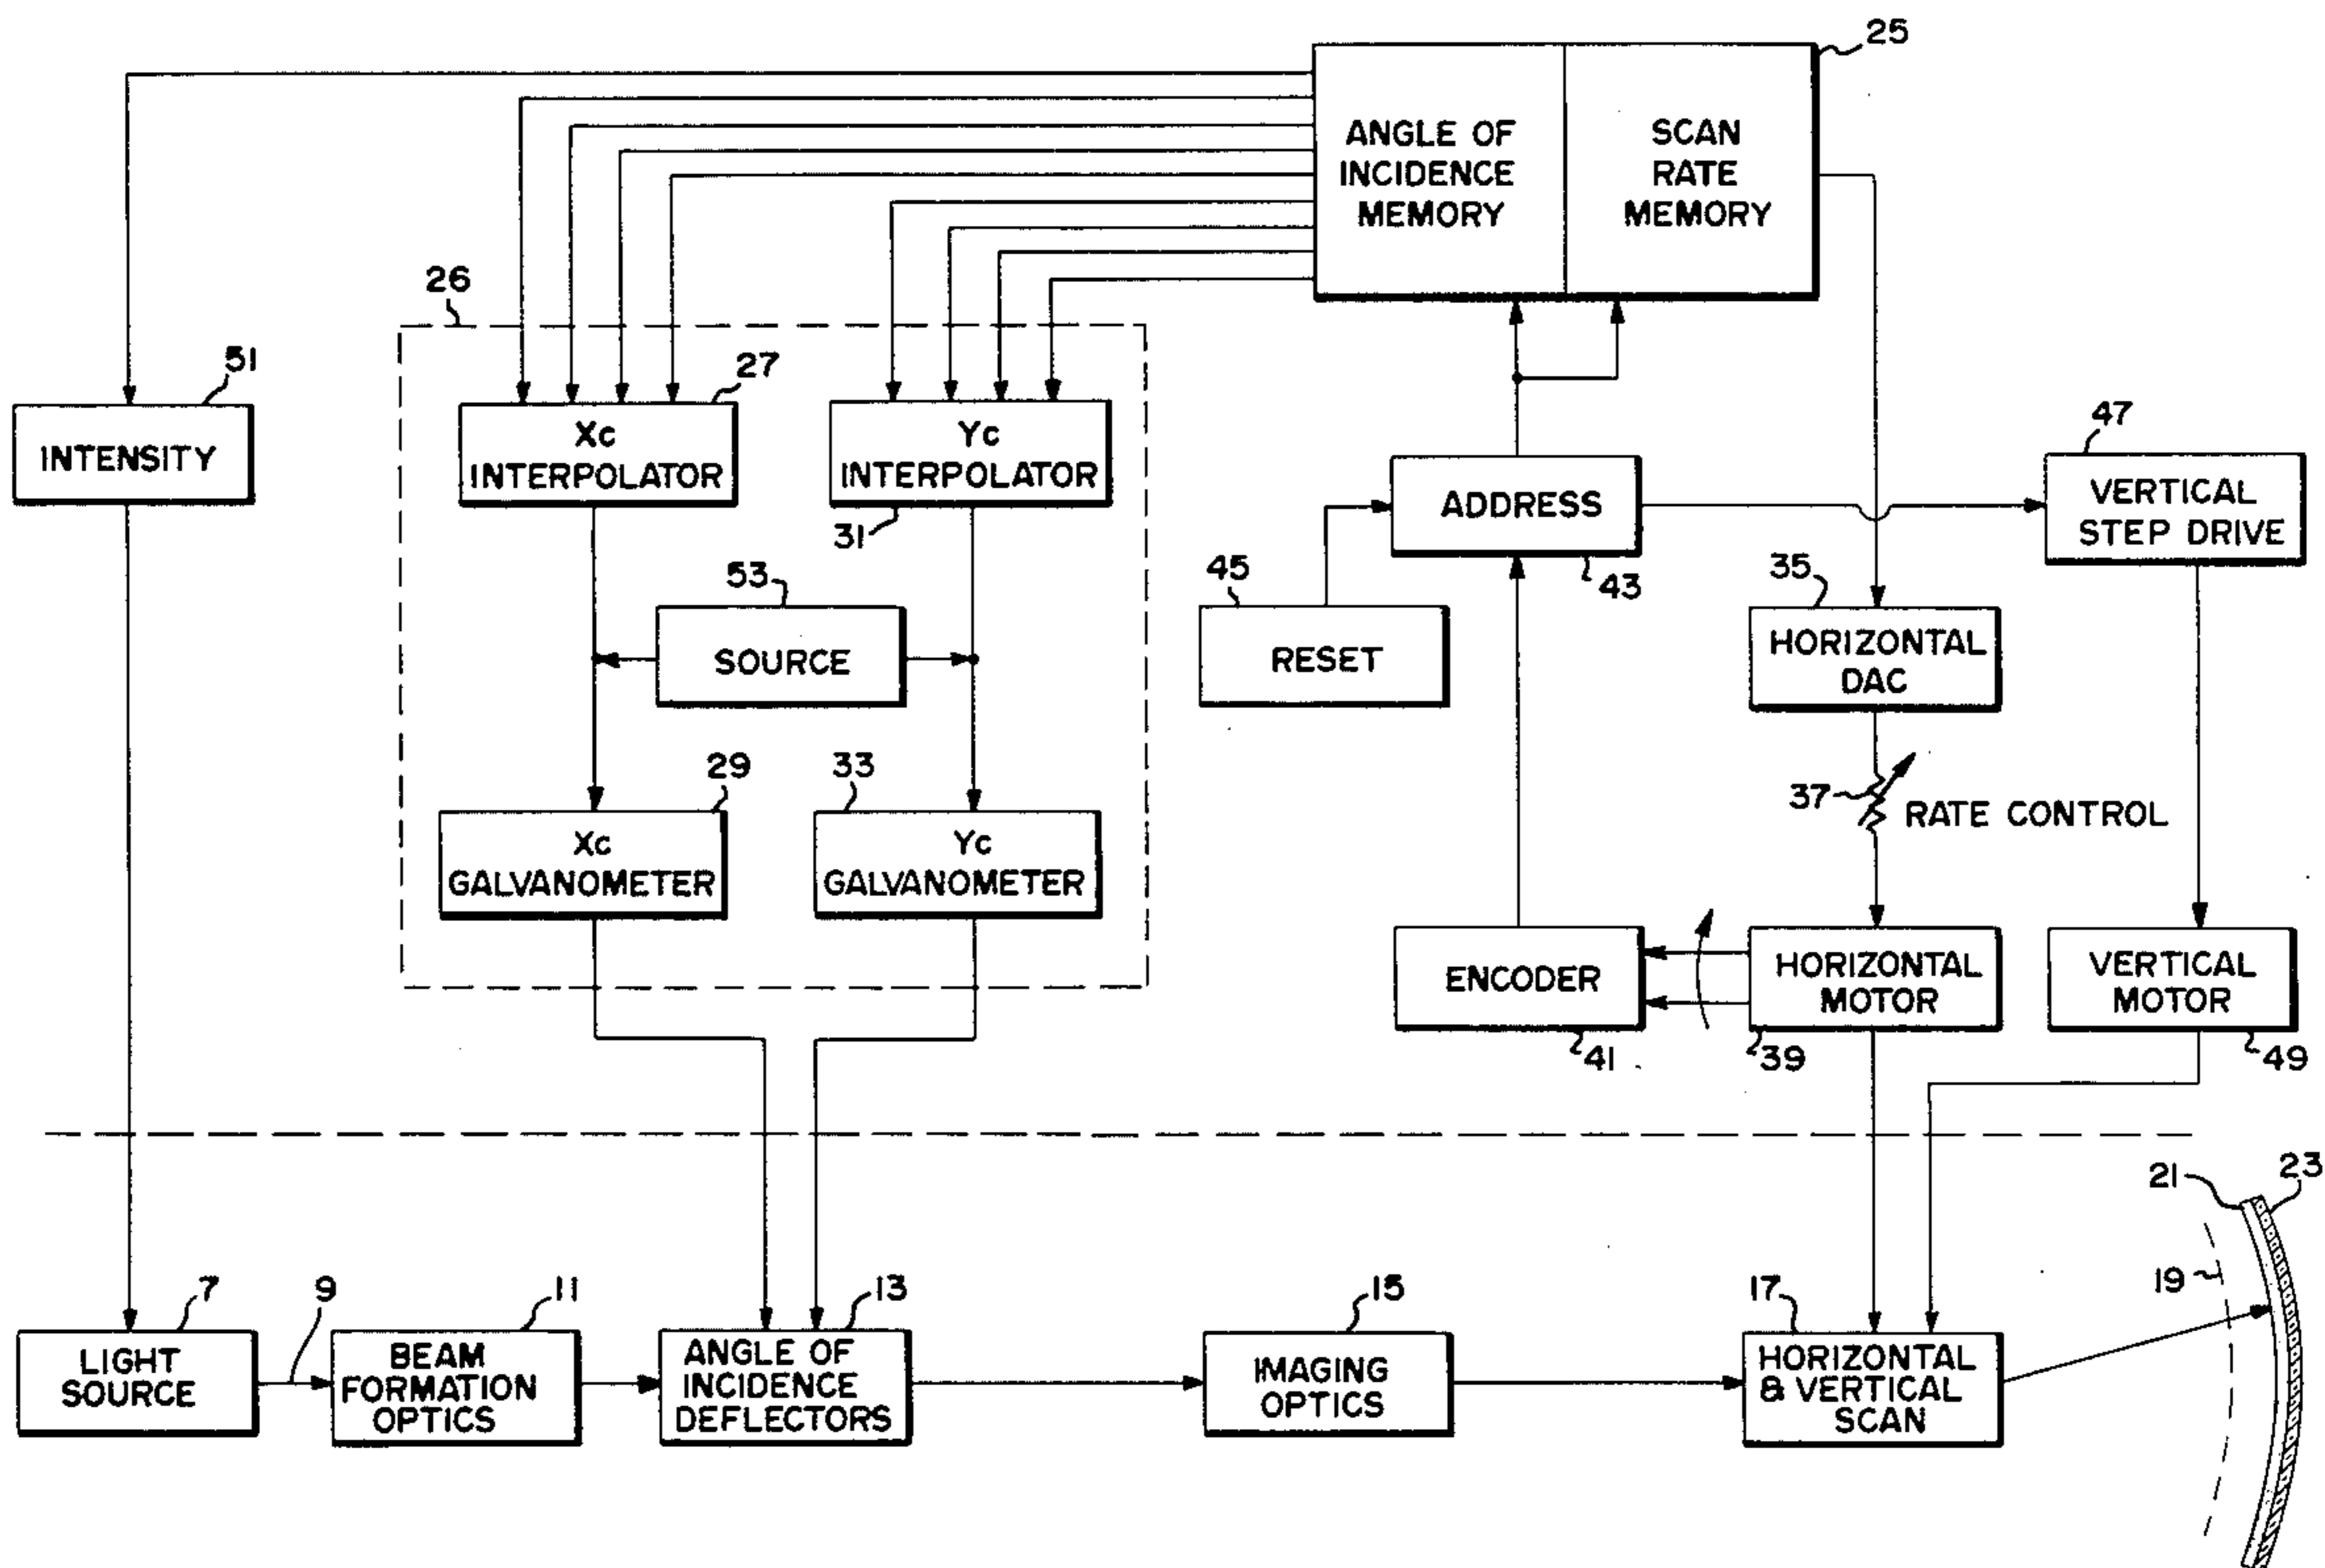 25
ANGLE OF
INCIDENCE
MEMORY
SCAN
RATE
MEMORY
26
51
INTENSITY
27
Xc
INTERPOLATOR
Yc
INTERPOLATOR
31
ADDRESS
43
47
VERTICAL
STEP DRIVE
53
SOURCE
45
RESET
35
HORIZONTAL
DAC
37
RATE CONTROL
29
Xc
GALVANOMETER
33
Yc
GALVANOMETER
ENCODER
41
HORIZONTAL
MOTOR
39
VERTICAL
MOTOR
49
21
23
19
7
LIGHT
SOURCE
9
11
BEAM
FORMATION
OPTICS
13
ANGLE OF
INCIDENCE
DEFLECTORS
15
IMAGING
OPTICS
17
HORIZONTAL
& VERTICAL
SCAN